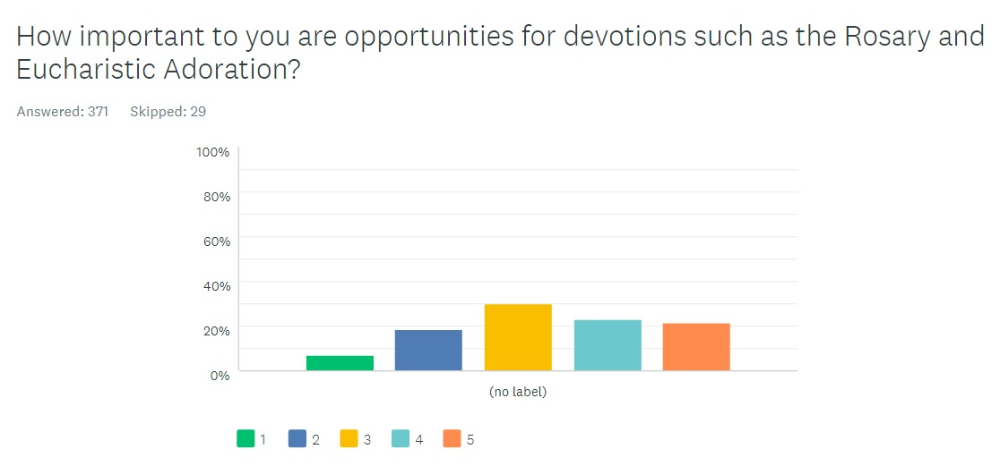 How important to you are opportunities for devotions such as the Rosary and
Eucharistic Adoration?
Answered: 371 Skipped: 29
100%
80%
60%
40%
20%
0%
(no label)
1 2 3 4 5